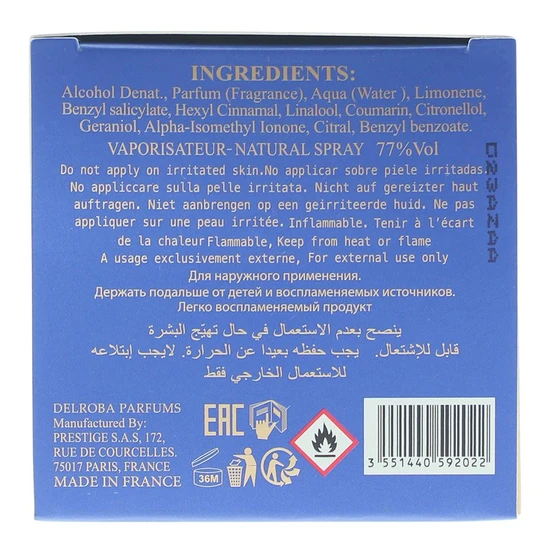 INGREDIENTS:
Alcohol Denat., Parfum (Fragrance), Aqua (Water ), Limonene,
Benzyl salicylate, Hexyl Cinnamal, Linalool, Coumarin, Citronellol,
Geraniol, Alpha-Isomethyl Ionone, Citral, Benzyl benzoate.
VAPORISATEUR- NATURAL SPRAY 77%Vol
Do not apply on irritated skin.No applicar sobre piele irritadas.
No appliccare sulla pelle irritata. Nicht auf gereizter haut
auftragen. Niet aanbrengen op een geirriteerde huid. Ne pas
appliquer sur une peau irritée. Inflammable. Tenir à l'écart
de la chaleur Flammable, Keep from heat or flame
A usage exclusivement externe, For external use only
Для наружного применения.
Держать подальше от детей и воспламеняемых источников.
Легко воспламеняемый продукт
ينصح بعدم الاستعمال في حال تهيّج البشرة
قابل للإشتعال. يجب حفظه بعيدا عن الحرارة. لايجب إبتلاعه
للاستعمال الخارجي فقط
DELROBA PARFUMS
Manufactured By:
PRESTIGE S.A.S, 172,
RUE DE COURCELLES.
75017 PARIS, FRANCE
MADE IN FRANCE
EAC
36M
3 551440 592022